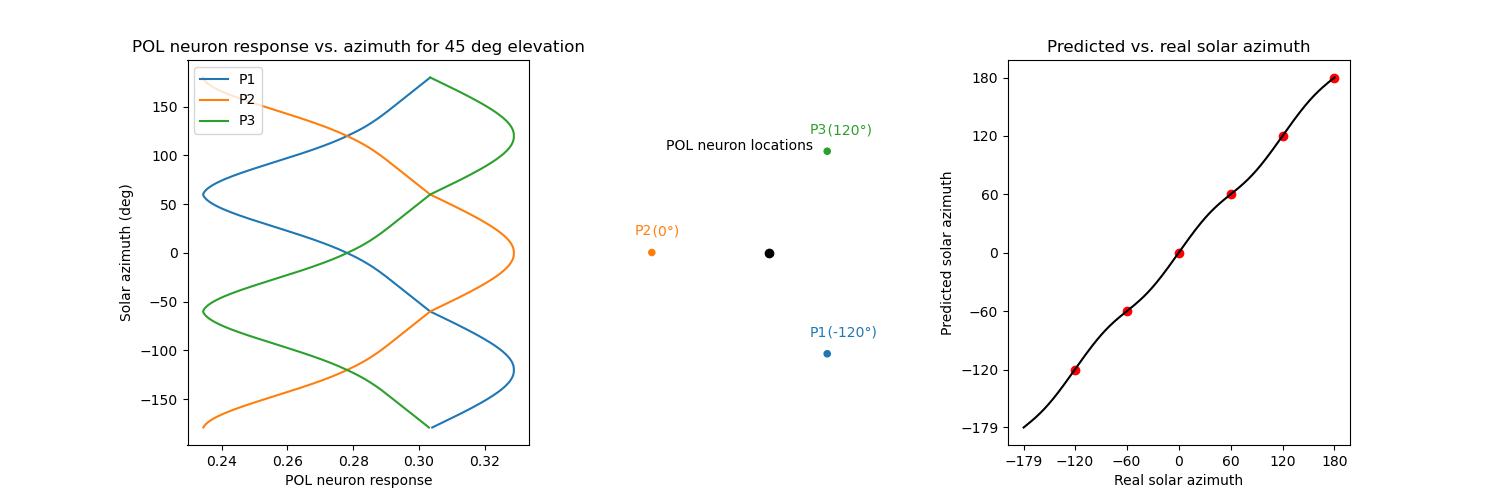 POL neuron response vs. azimuth for 45 deg elevation
P1
P2
P3
150
100
50
0
−50
−100
−150
Solar azimuth (deg)
0.24 0.26 0.28 0.30 0.32
POL neuron response
P3 (120°)
POL neuron locations
P2 (0°)
P1 (-120°)
Predicted vs. real solar azimuth
180
120
60
0
−60
−120
−179
Predicted solar azimuth
−179 −120 −60 0 60 120 180
Real solar azimuth